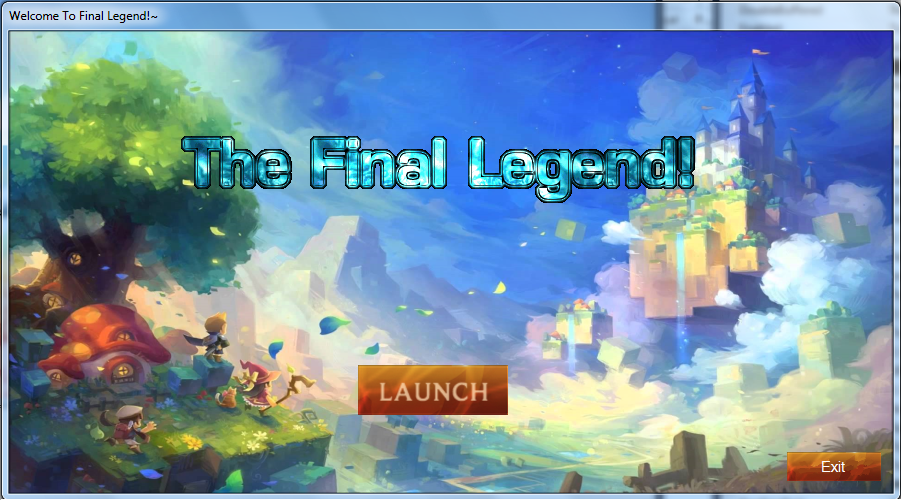 Welcome To Final Legend!~
The Final Legend!
LAUNCH
Exit